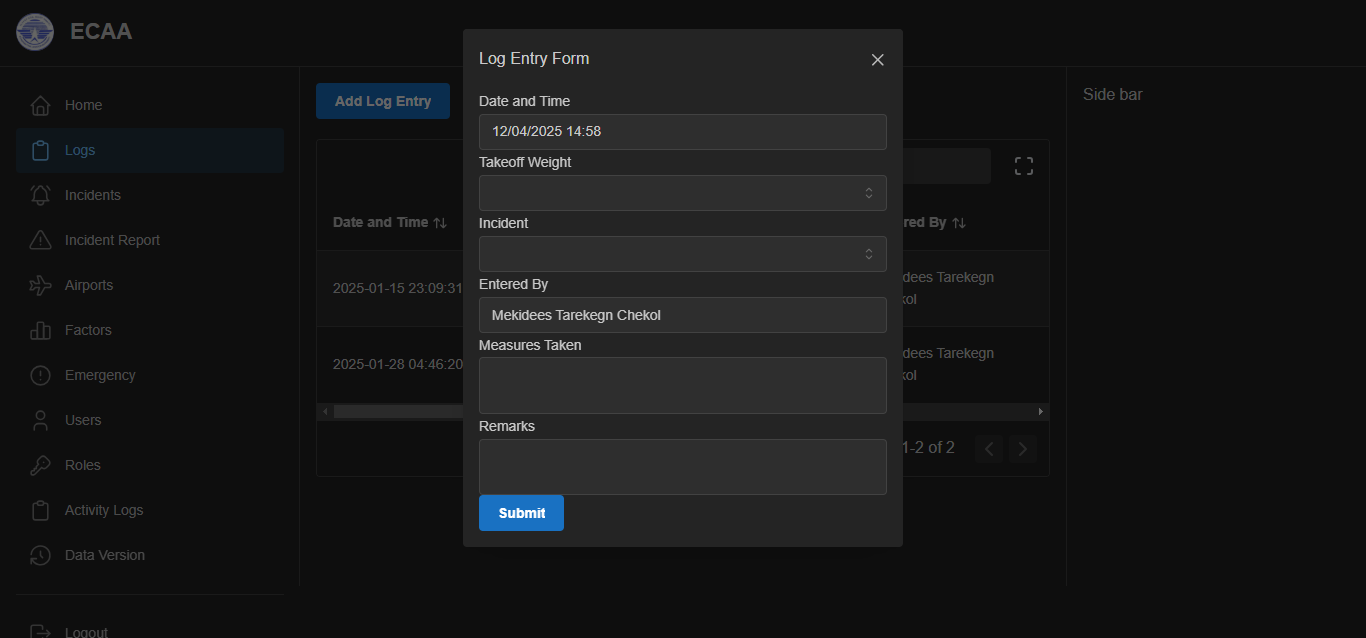 ECAA
Home
Logs
Incidents
Incident Report
Airports
Factors
Emergency
Users
Roles
Activity Logs
Data Version
Logout
Add Log Entry
Date and Time
2025-01-15 23:09:31
2025-01-28 04:46:20
Log Entry Form
Date and Time
12/04/2025 14:58
Takeoff Weight
Incident
Entered By
Mekidees Tarekegn Chekol
Measures Taken
Remarks
Submit
red By
dees Tarekegn
kol
dees Tarekegn
kol
1-2 of 2
Side bar